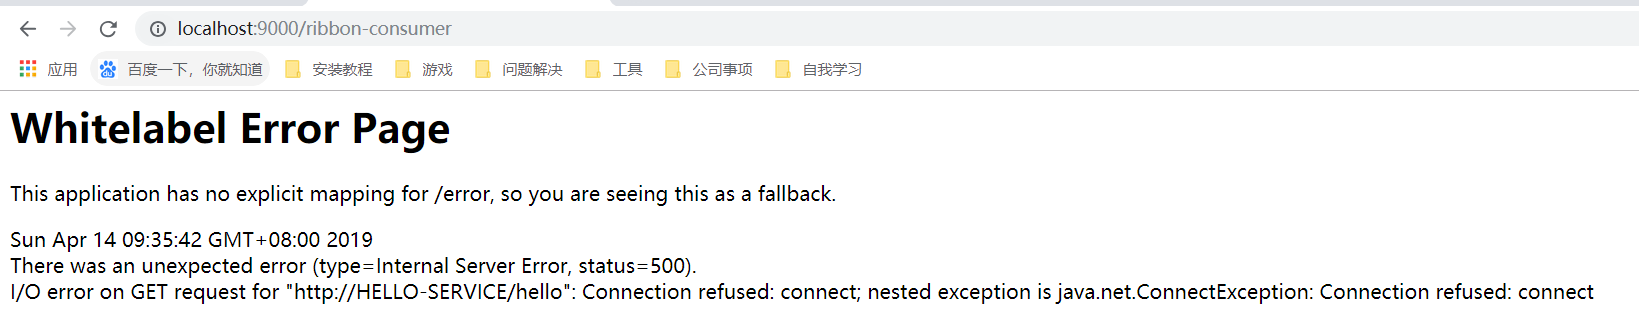 localhost:9000/ribbon-consumer
应用 百度一下，你就知道 安装教程 游戏 问题解决 工具 公司事项 自我学习
Whitelabel Error Page
This application has no explicit mapping for /error, so you are seeing this as a fallback.
Sun Apr 14 09:35:42 GMT+08:00 2019
There was an unexpected error (type=Internal Server Error, status=500).
I/O error on GET request for "http://HELLO-SERVICE/hello": Connection refused: connect; nested exception is java.net.ConnectException: Connection refused: connect